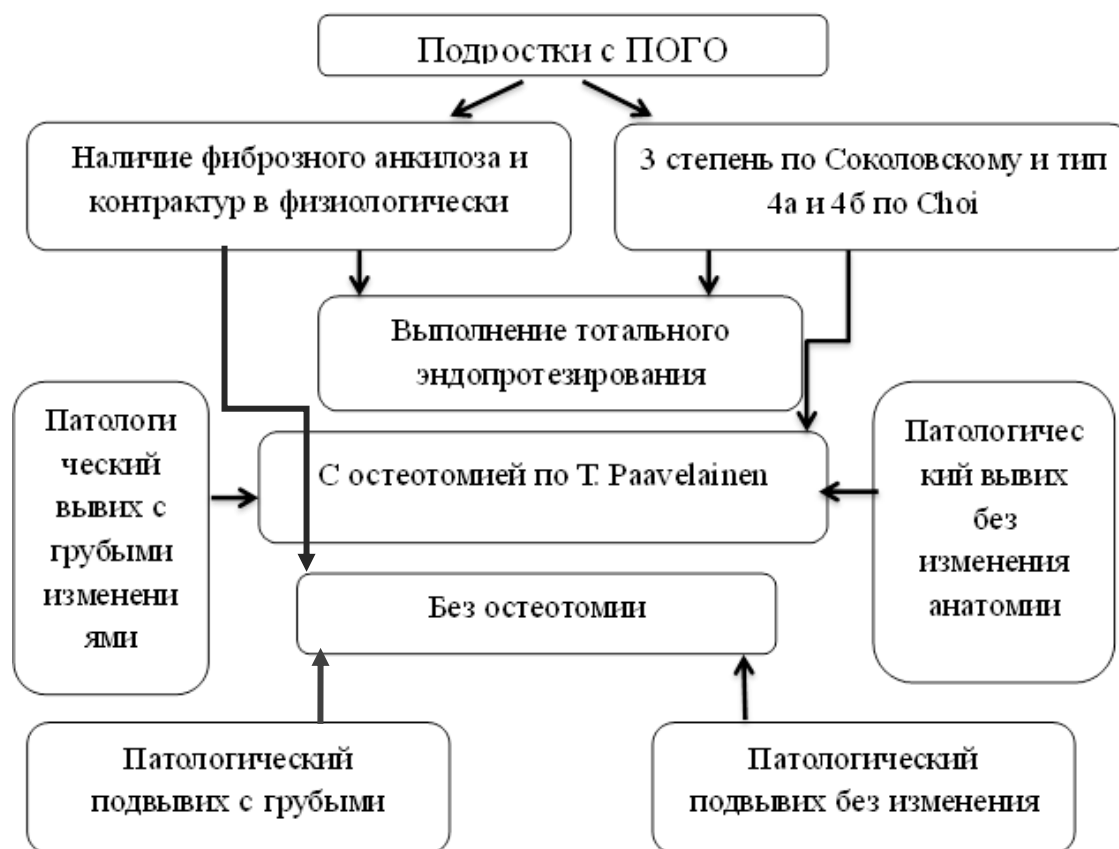 Подростки с ПОГО
Наличие фиброзного анкилоза и
контрактур в физиологически
3 степень по Соколовскому и тип
4а и 4б по Choi
Выполнение тотального
эндопротезирования
Патологи
ческий
вывих с
грубыми
изменени
ями
С остеотомией по T. Paavelainen
Патологичес
кий вывих
без
изменения
анатомии
Без остеотомии
Патологический
подвывих с грубыми
Патологический
подвывих без изменения